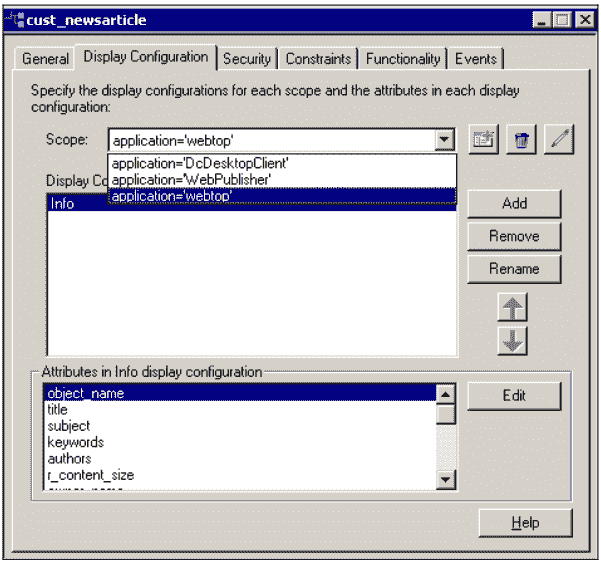 cust_newsarticle
General Display Configuration Security Constraints Functionality Events
Specify the display configurations for each scope and the attributes in each display
configuration:
Scope: application='webtop'
application='DcDesktopClient'
Display Co application='WebPublisher'
application='webtop'
Info
Add
Remove
Rename
Attributes in Info display configuration
object_name
Edit
title
subject
keywords
authors
r_content_size
Help